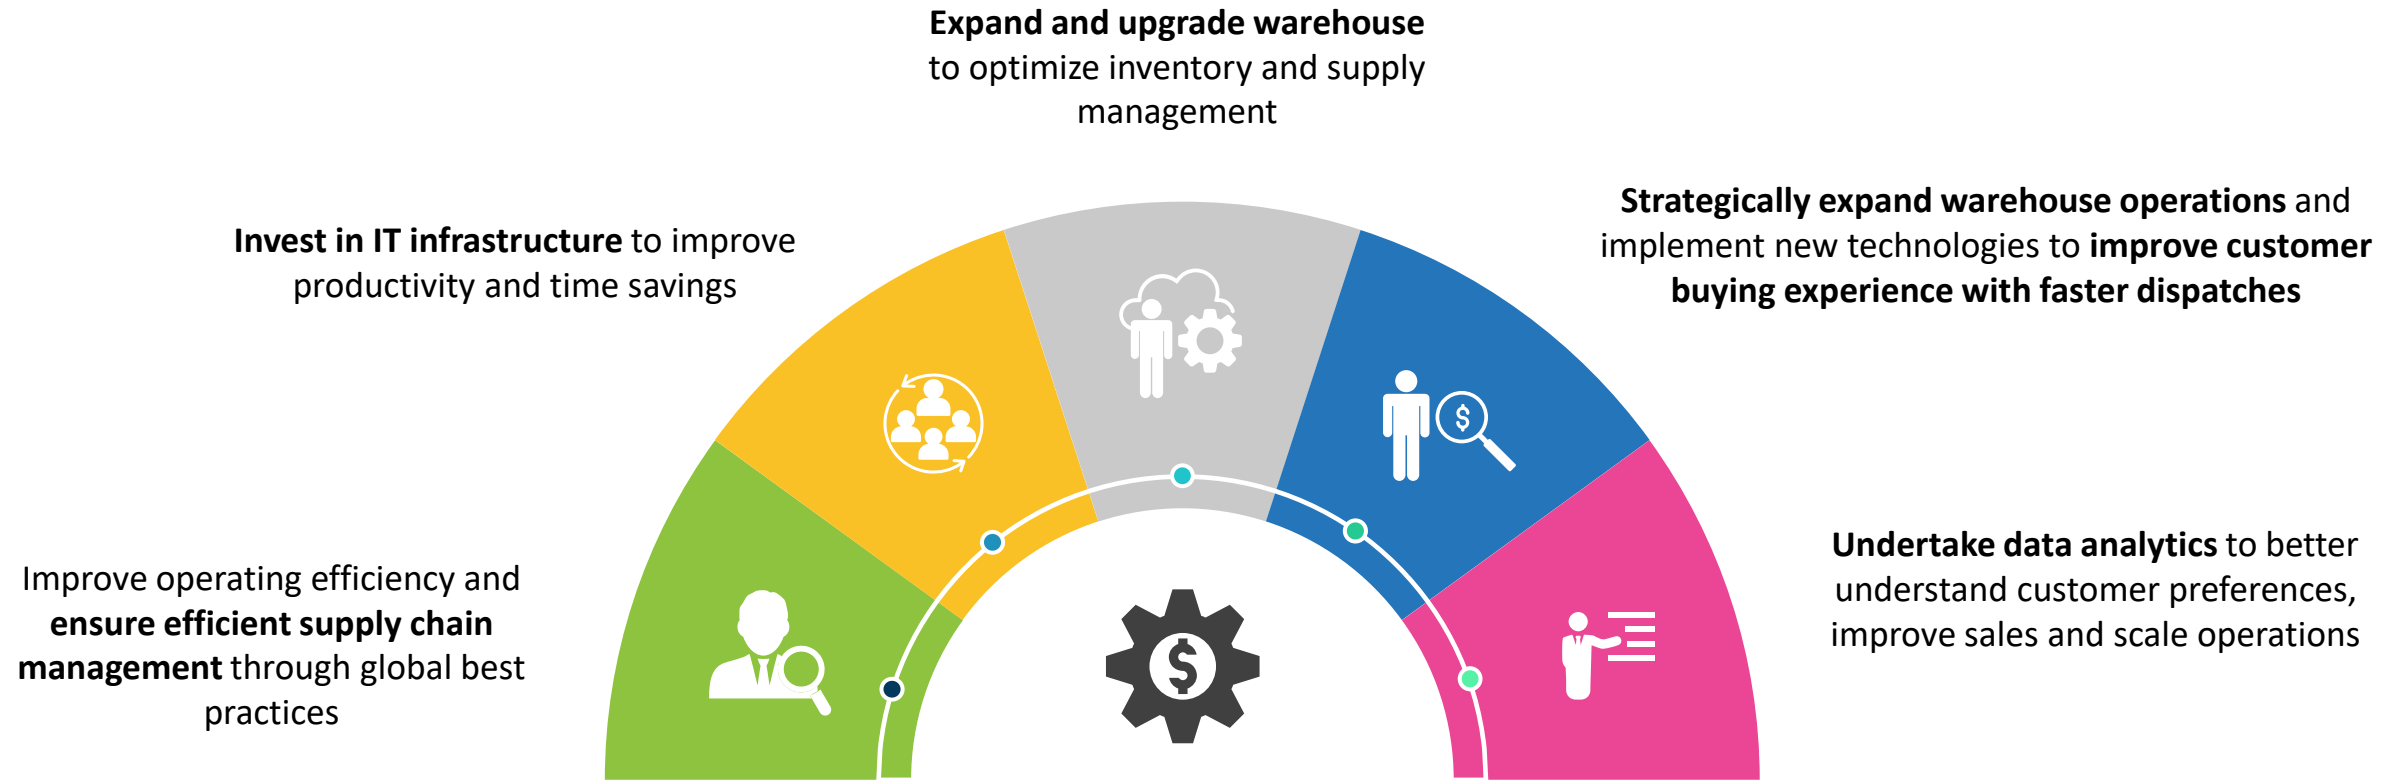 Expand and upgrade warehouse
to optimize inventory and supply
management
Invest in IT infrastructure to improve
productivity and time savings
Strategically expand warehouse operations and
implement new technologies to improve customer
buying experience with faster dispatches
Improve operating efficiency and
ensure efficient supply chain
management through global best
practices
Undertake data analytics to better
understand customer preferences,
improve sales and scale operations
$
$